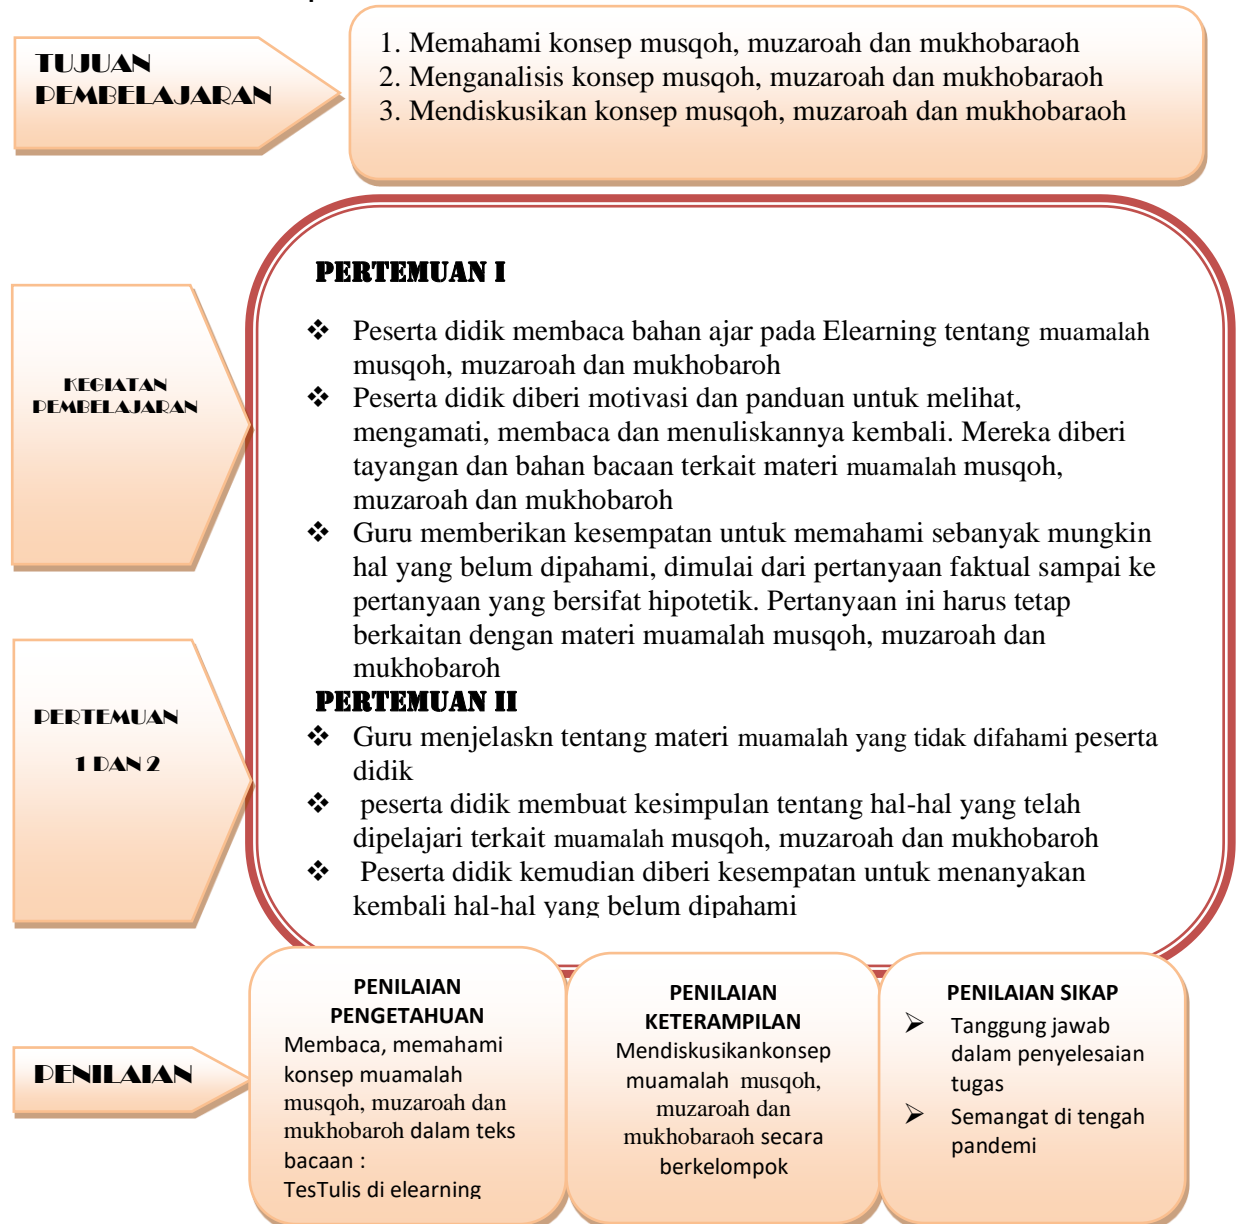 TUJUAN
PEMBELAJARAN
1. Memahami konsep musqoh, muzaroah dan mukhobaraoh
2. Menganalisis konsep musqoh, muzaroah dan mukhobaraoh
3. Mendiskusikan konsep musqoh, muzaroah dan mukhobaraoh
KEGIATAN
PEMBELAJARAN
PERTEMUAN
1 DAN 2
PERTEMUAN I
❖ Peserta didik membaca bahan ajar pada Elearning tentang muamalah
musqoh, muzaroah dan mukhobaroh
❖ Peserta didik diberi motivasi dan panduan untuk melihat,
mengamati, membaca dan menuliskannya kembali. Mereka diberi
tayangan dan bahan bacaan terkait materi muamalah musqoh,
muzaroah dan mukhobaroh
❖ Guru memberikan kesempatan untuk memahami sebanyak mungkin
hal yang belum dipahami, dimulai dari pertanyaan faktual sampai ke
pertanyaan yang bersifat hipotetik. Pertanyaan ini harus tetap
berkaitan dengan materi muamalah musqoh, muzaroah dan
mukhobaroh
PERTEMUAN II
❖ Guru menjelaskn tentang materi muamalah yang tidak difahami peserta
didik
❖ peserta didik membuat kesimpulan tentang hal-hal yang telah
dipelajari terkait muamalah musqoh, muzaroah dan mukhobaroh
❖ Peserta didik kemudian diberi kesempatan untuk menanyakan
kembali hal-hal yang belum dipahami
PENILAIAN
PENILAIAN
PENGETAHUAN
Membaca, memahami
konsep muamalah
musqoh, muzaroah dan
mukhobaroh dalam teks
bacaan :
TesTulis di elearning
PENILAIAN
KETERAMPILAN
Mendiskusikankonsep
muamalah musqoh,
muzaroah dan
mukhobaraoh secara
berkelompok
PENILAIAN SIKAP
➢ Tanggung jawab
dalam penyelesaian
tugas
➢ Semangat di tengah
pandemi